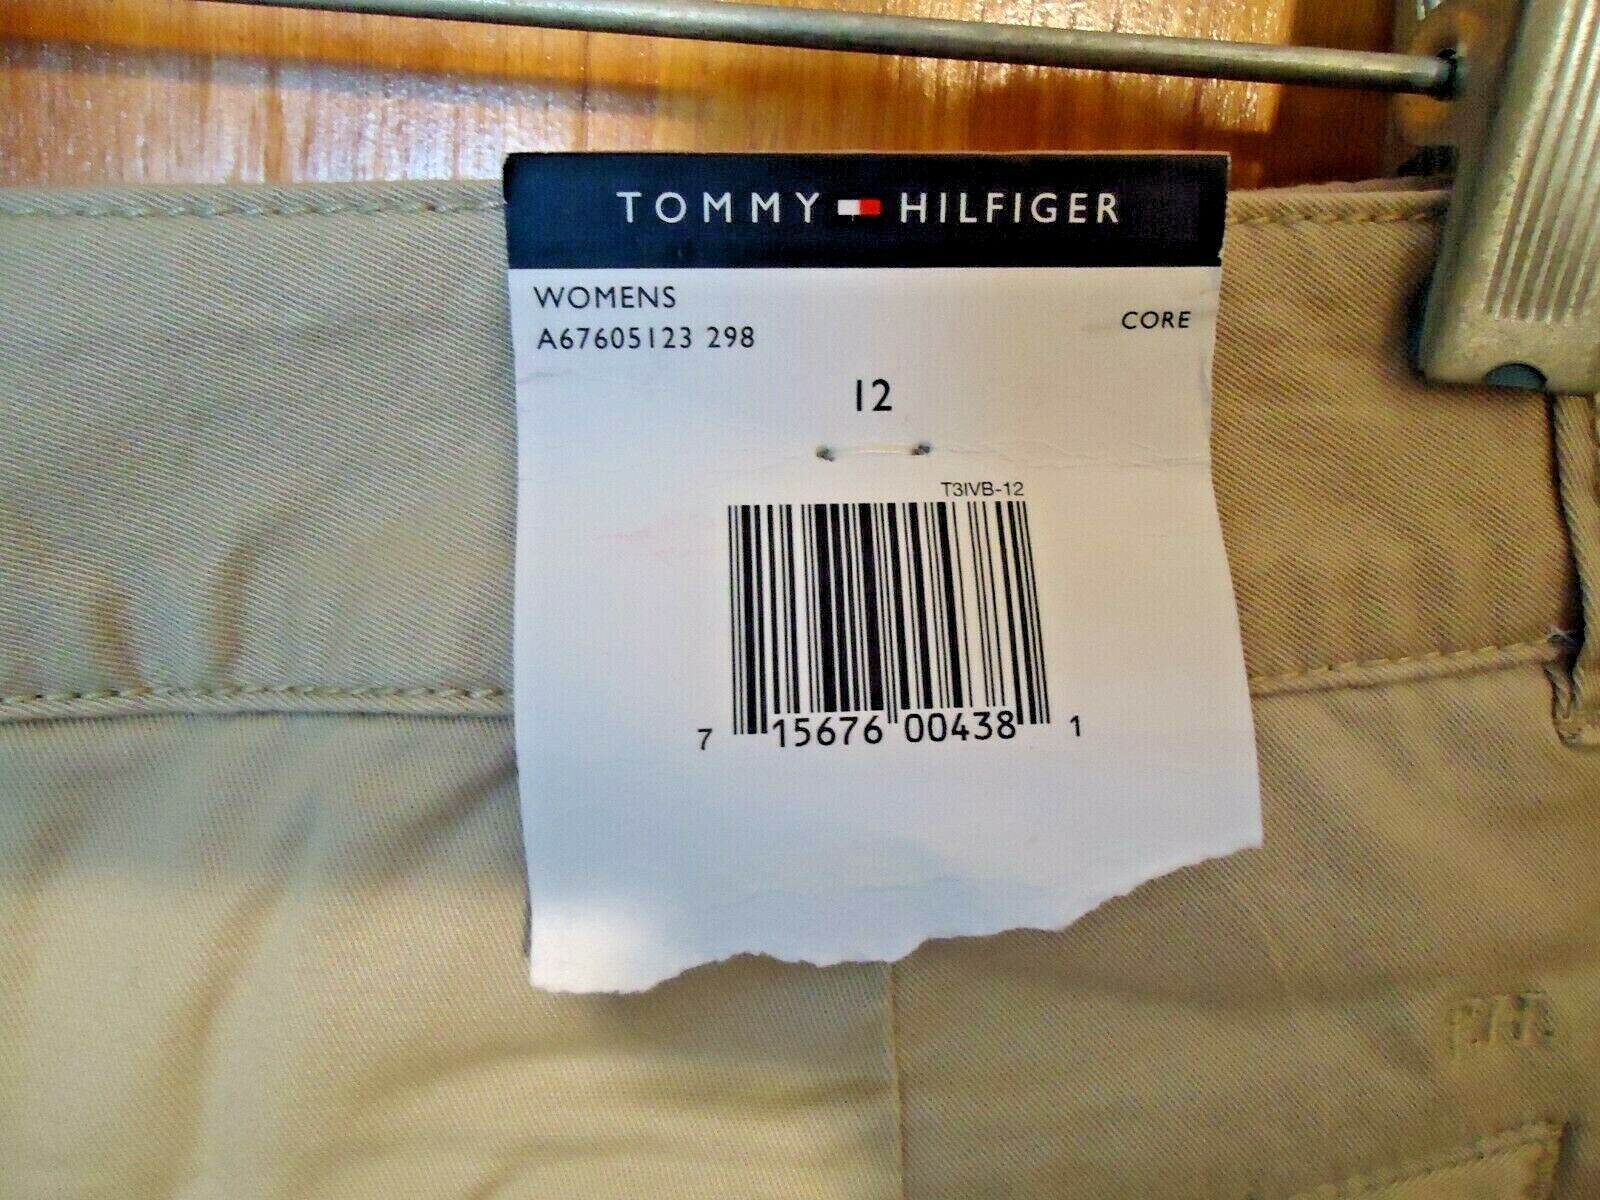 TOMMY HILFIGER
WOMENS
A67605123 298
CORE
12
T3IVB-12
7 15676 00438 1